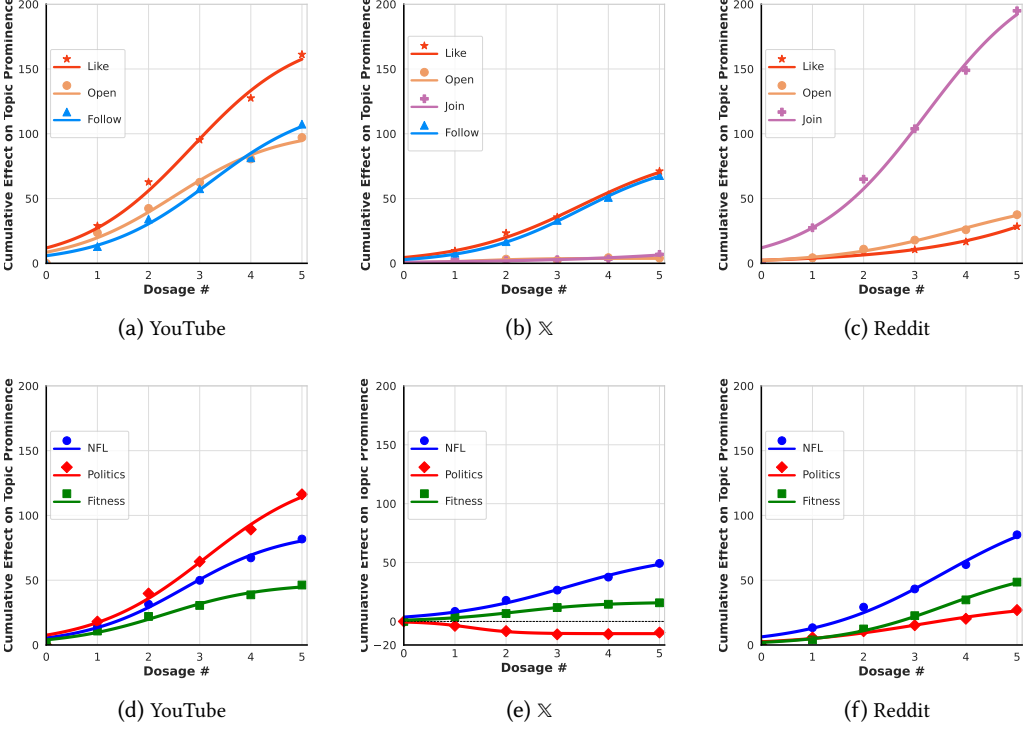 Cumulative Effect on Topic Prominence
200
150
100
50
0
Like
Open
Follow
0 1 2 3 4 5
Dosage #
(a) YouTube
Cumulative Effect on Topic Prominence
200
150
100
50
0
Like
Open
Join
Follow
0 1 2 3 4 5
Dosage #
(b) 𝕏
Cumulative Effect on Topic Prominence
200
150
100
50
0
Like
Open
Join
0 1 2 3 4 5
Dosage #
(c) Reddit
Cumulative Effect on Topic Prominence
200
150
100
50
0
NFL
Politics
Fitness
0 1 2 3 4 5
Dosage #
(d) YouTube
Cumulative Effect on Topic Prominence
200
150
100
50
0
−20
NFL
Politics
Fitness
0 1 2 3 4 5
Dosage #
(e) 𝕏
Cumulative Effect on Topic Prominence
200
150
100
50
0
NFL
Politics
Fitness
0 1 2 3 4 5
Dosage #
(f) Reddit